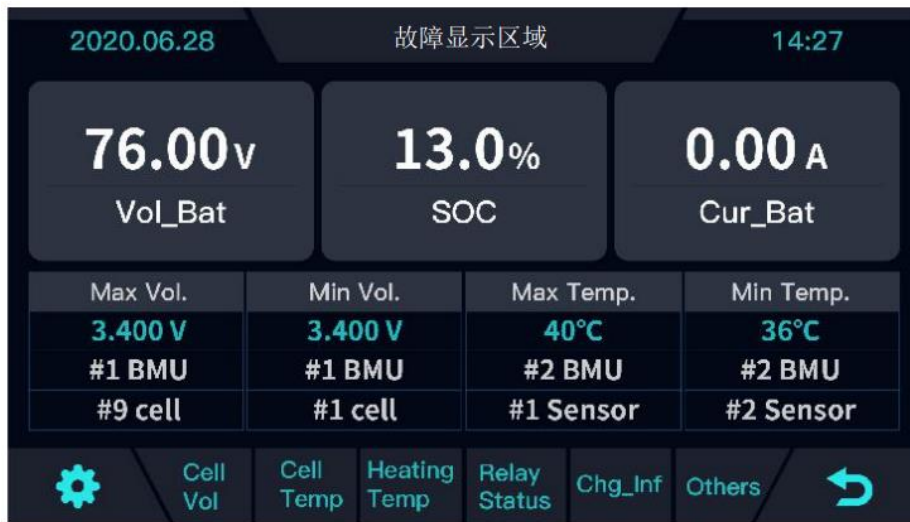 2020.06.28 故障显示区域 14:27
76.00 V 13.0% 0.00 A
Vol_Bat SOC Cur_Bat
Max Vol. Min Vol. Max Temp. Min Temp.
3.400 V 3.400 V 40℃ 36℃
#1 BMU #1 BMU #2 BMU #2 BMU
#9 cell #1 cell #1 Sensor #2 Sensor
Cell Cell Heating Relay Chg_Inf Others
Vol Temp Temp Status